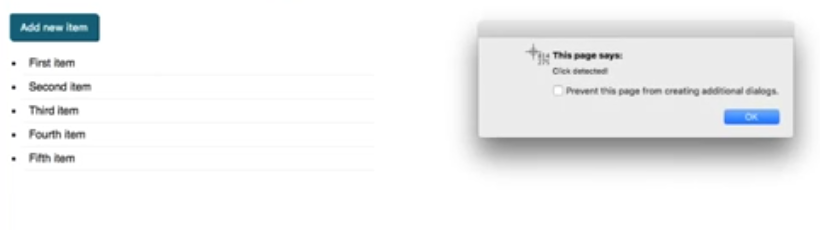 Add new item
First item
Second item
Third item
Fourth item
Fifth item
This page says:
Click detected!
Prevent this page from creating additional dialogs.
OK